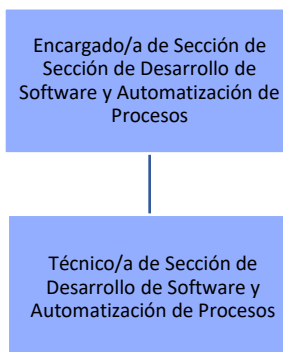 Encargado/a de Sección de
Sección de Desarrollo de
Software y Automatización de
Procesos
Técnico/a de Sección de
Desarrollo de Software y
Automatización de Procesos